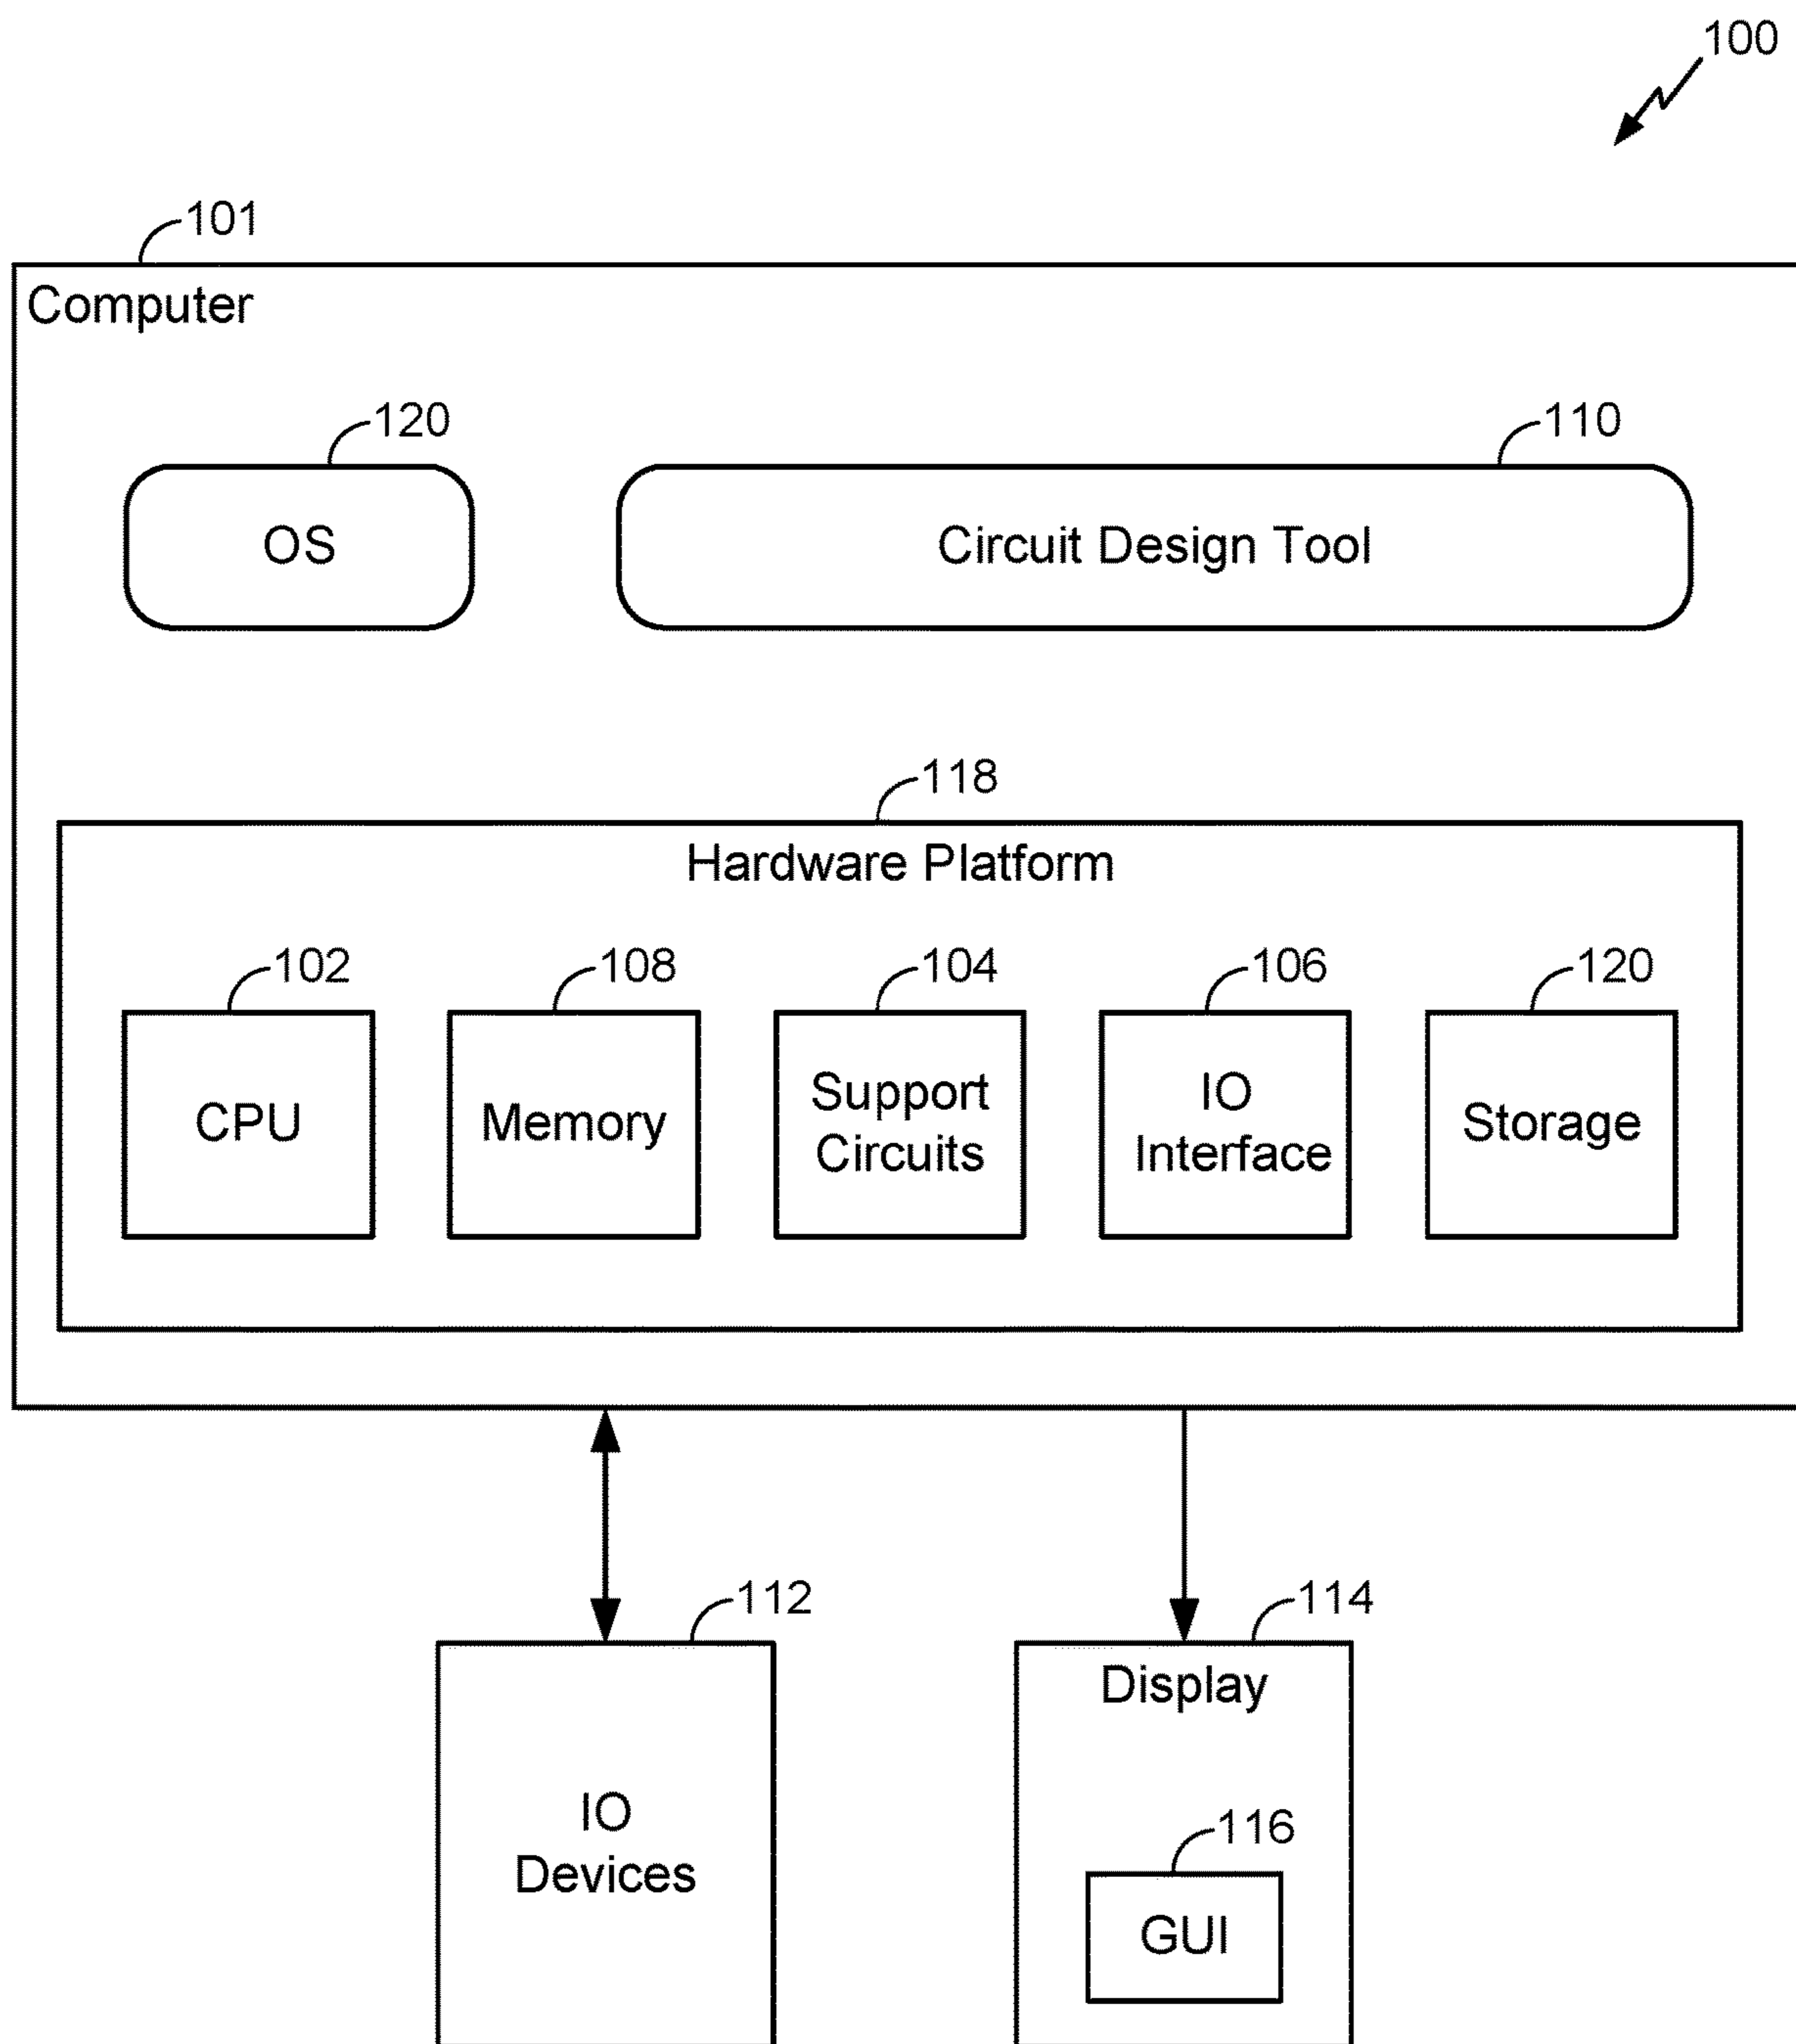 100
101
Computer
120
110
OS
Circuit Design Tool
118
Hardware Platform
102
108
104
106
120
CPU
Memory
Support
Circuits
IO
Interface
Storage
112
114
Display
IO
Devices
116
GUI